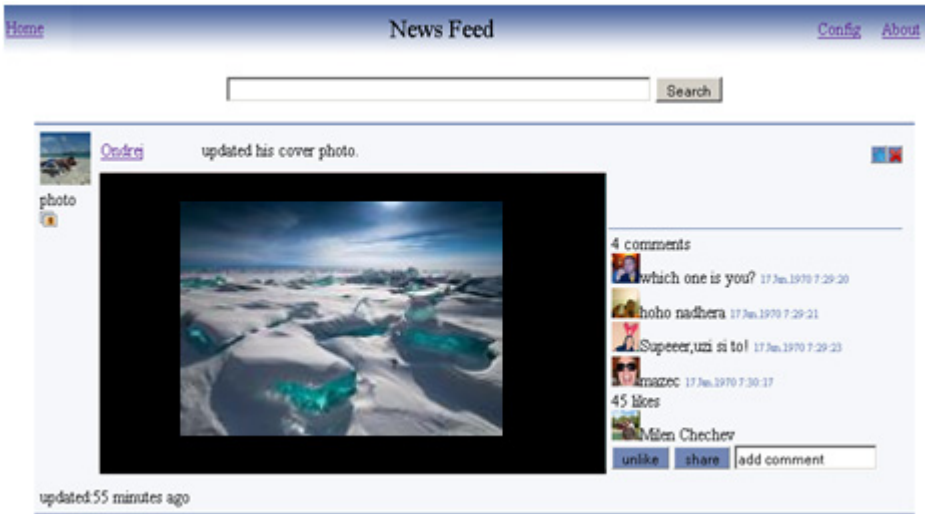 Home News Feed Config About
Search
Ondrej updated his cover photo.
photo
4 comments
which one is you? 17 Jan.1970 7:29:20
hoho nadhera 17 Jan.1970 7:29:21
Supeeer,uzi si to! 17 Jan.1970 7:29:23
mazec 17 Jan.1970 7:30:17
45 likes
Milen Chechev
unlike share add comment
updated:55 minutes ago